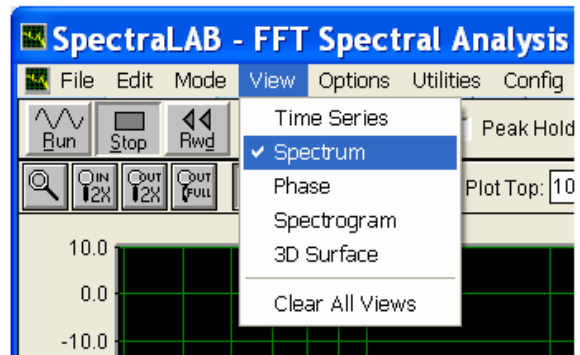 SpectraLAB - FFT Spectral Analysis
File Edit Mode View Options Utilities Config
Run Stop Rwd Peak Hold
Time Series
Spectrum
Phase
Spectrogram
3D Surface
Clear All Views
IN 2X OUT 2X OUT FULL Plot Top: 10
10.0
0.0
-10.0